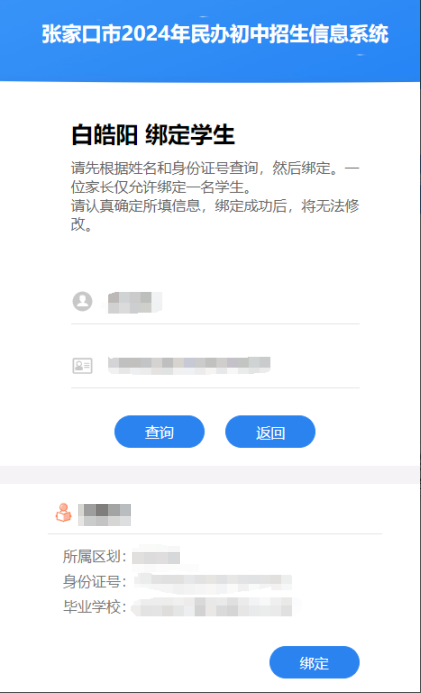 张家口市2024年民办初中招生信息系统
白皓阳 绑定学生
请先根据姓名和身份证号查询，然后绑定。一
位家长仅允许绑定一名学生。
请认真确定所填信息，绑定成功后，将无法修
改。
查询 返回
所属区划：
身份证号：
毕业学校：
绑定